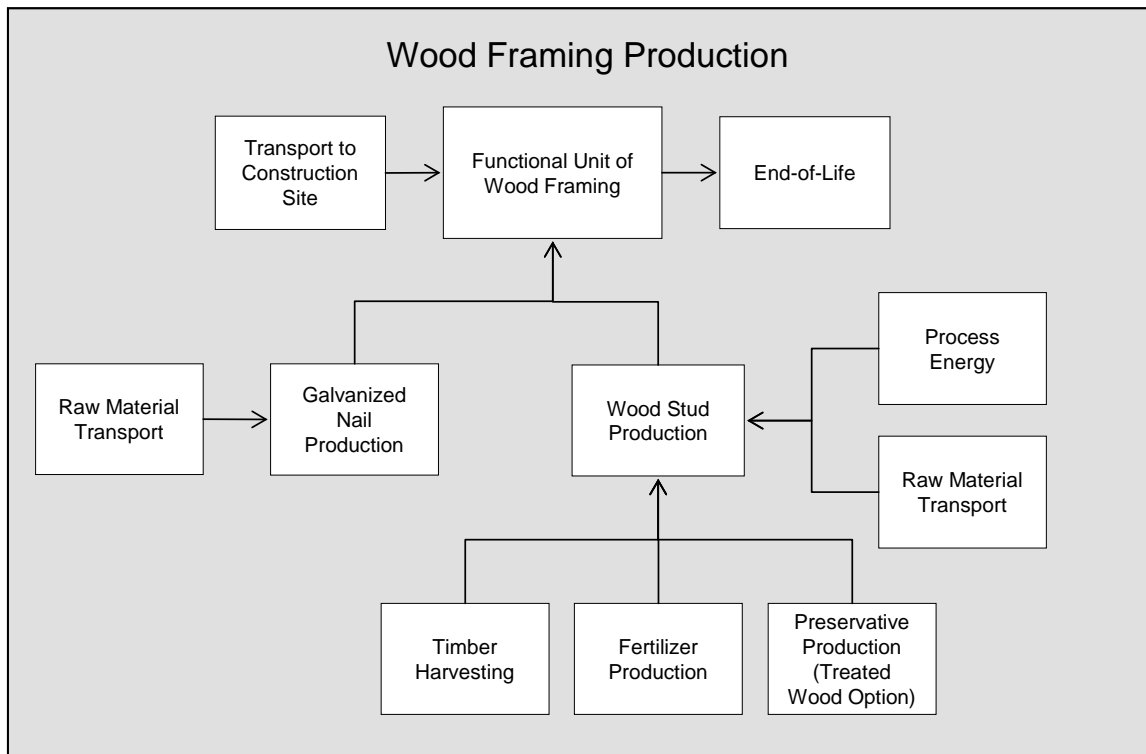 Wood Framing Production
Transport to
Construction
Site
Functional Unit of
Wood Framing
End-of-Life
Raw Material
Transport
Galvanized
Nail
Production
Wood Stud
Production
Process
Energy
Raw Material
Transport
Timber
Harvesting
Fertilizer
Production
Preservative
Production
(Treated
Wood Option)